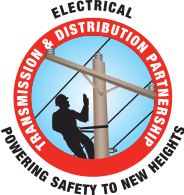 ELECTRICAL
TRANSMISSION & DISTRIBUTION PARTNERSHIP
POWERING SAFETY TO NEW HEIGHTS